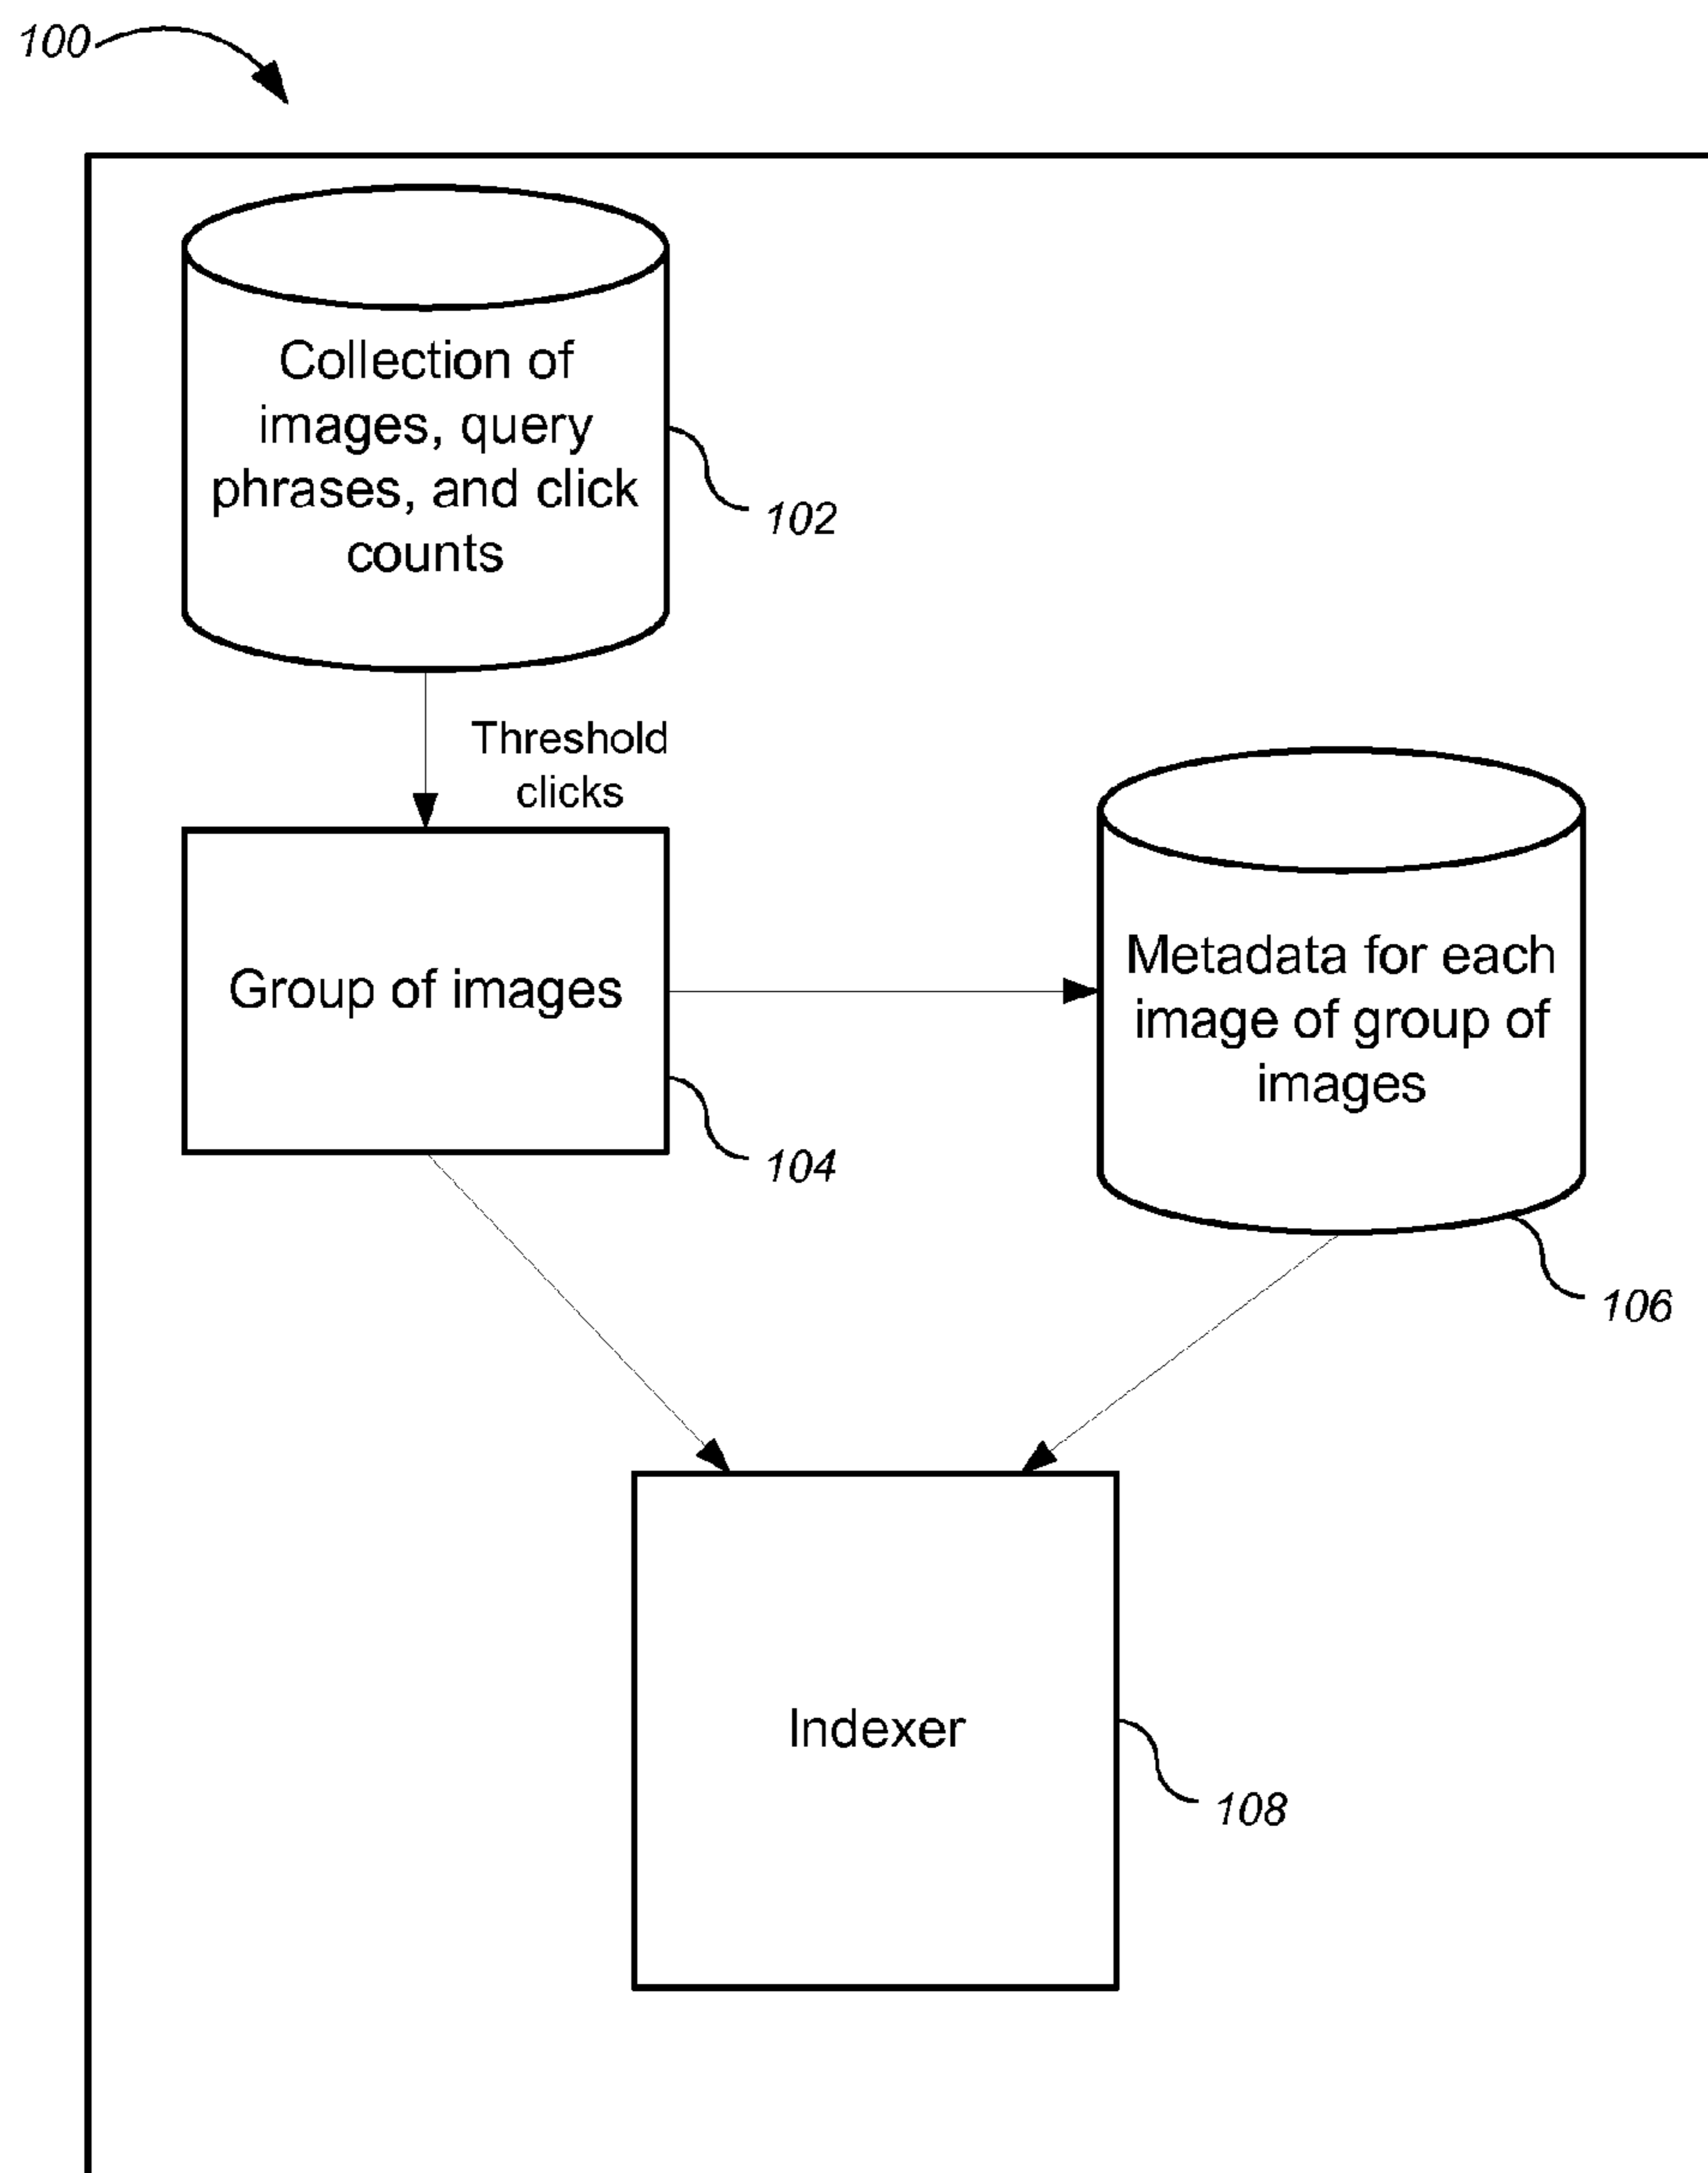 100
Collection of
images, query
phrases, and click
counts
102
Threshold
clicks
Group of images
104
Metadata for each
image of group of
images
106
Indexer
108